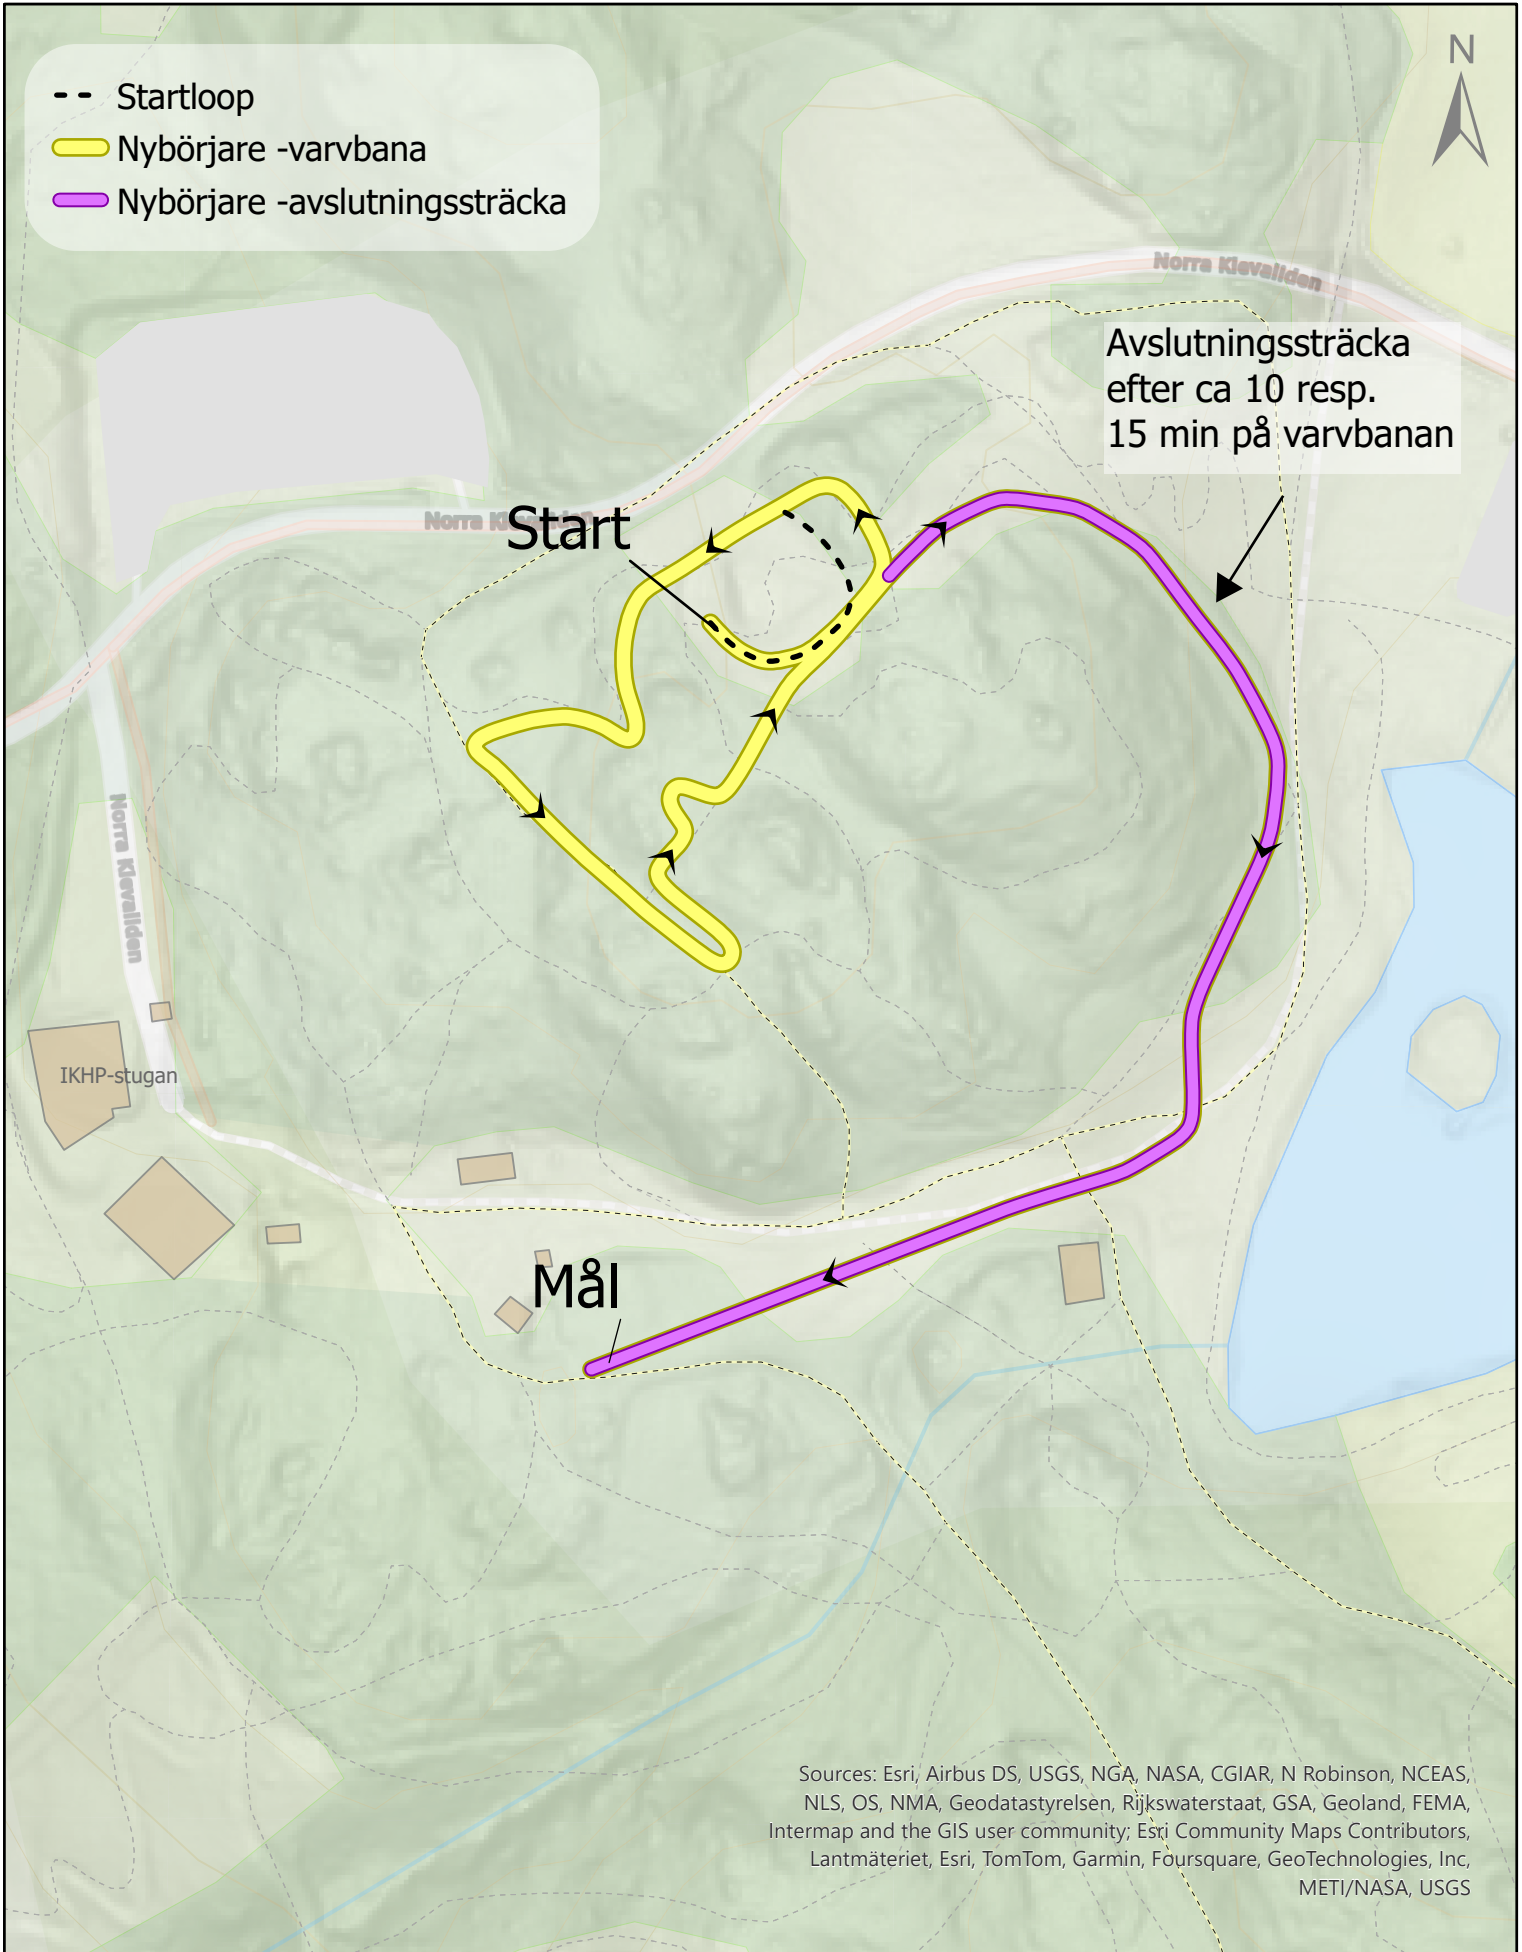 Startloop
Nybörjare -varvbana
Nybörjare -avslutningssträcka
N
Norra Klevaliden
Avslutningssträcka
efter ca 10 resp.
15 min på varvbanan
Start
Norra Klevaliden
Norra Klevaliden
IKHP-stugan
Mål
Sources: Esri, Airbus DS, USGS, NGA, NASA, CGIAR, N Robinson, NCEAS,
NLS, OS, NMA, Geodatastyrelsen, Rijkswaterstaat, GSA, Geoland, FEMA,
Intermap and the GIS user community; Esri Community Maps Contributors,
Lantmäteriet, Esri, TomTom, Garmin, Foursquare, GeoTechnologies, Inc,
METI/NASA, USGS